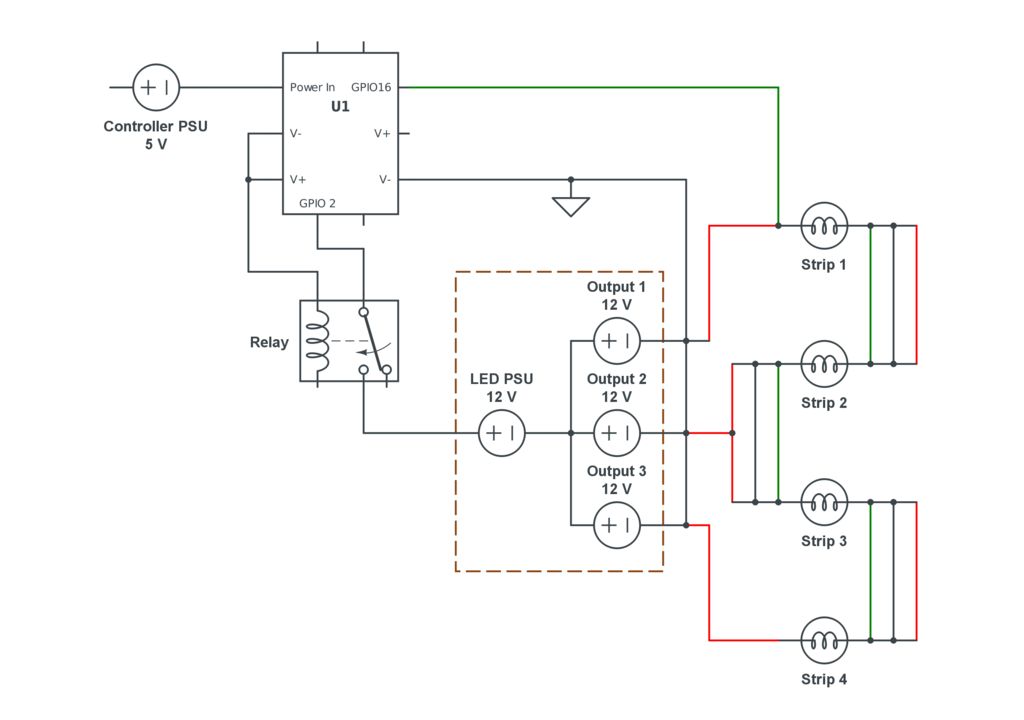 Power In
GPIO16
U1
Controller PSU
5 V
V-
V+
V+
V-
GPIO 2
Strip 1
Output 1
12 V
Relay
LED PSU
12 V
Output 2
12 V
Strip 2
Output 3
12 V
Strip 3
Strip 4